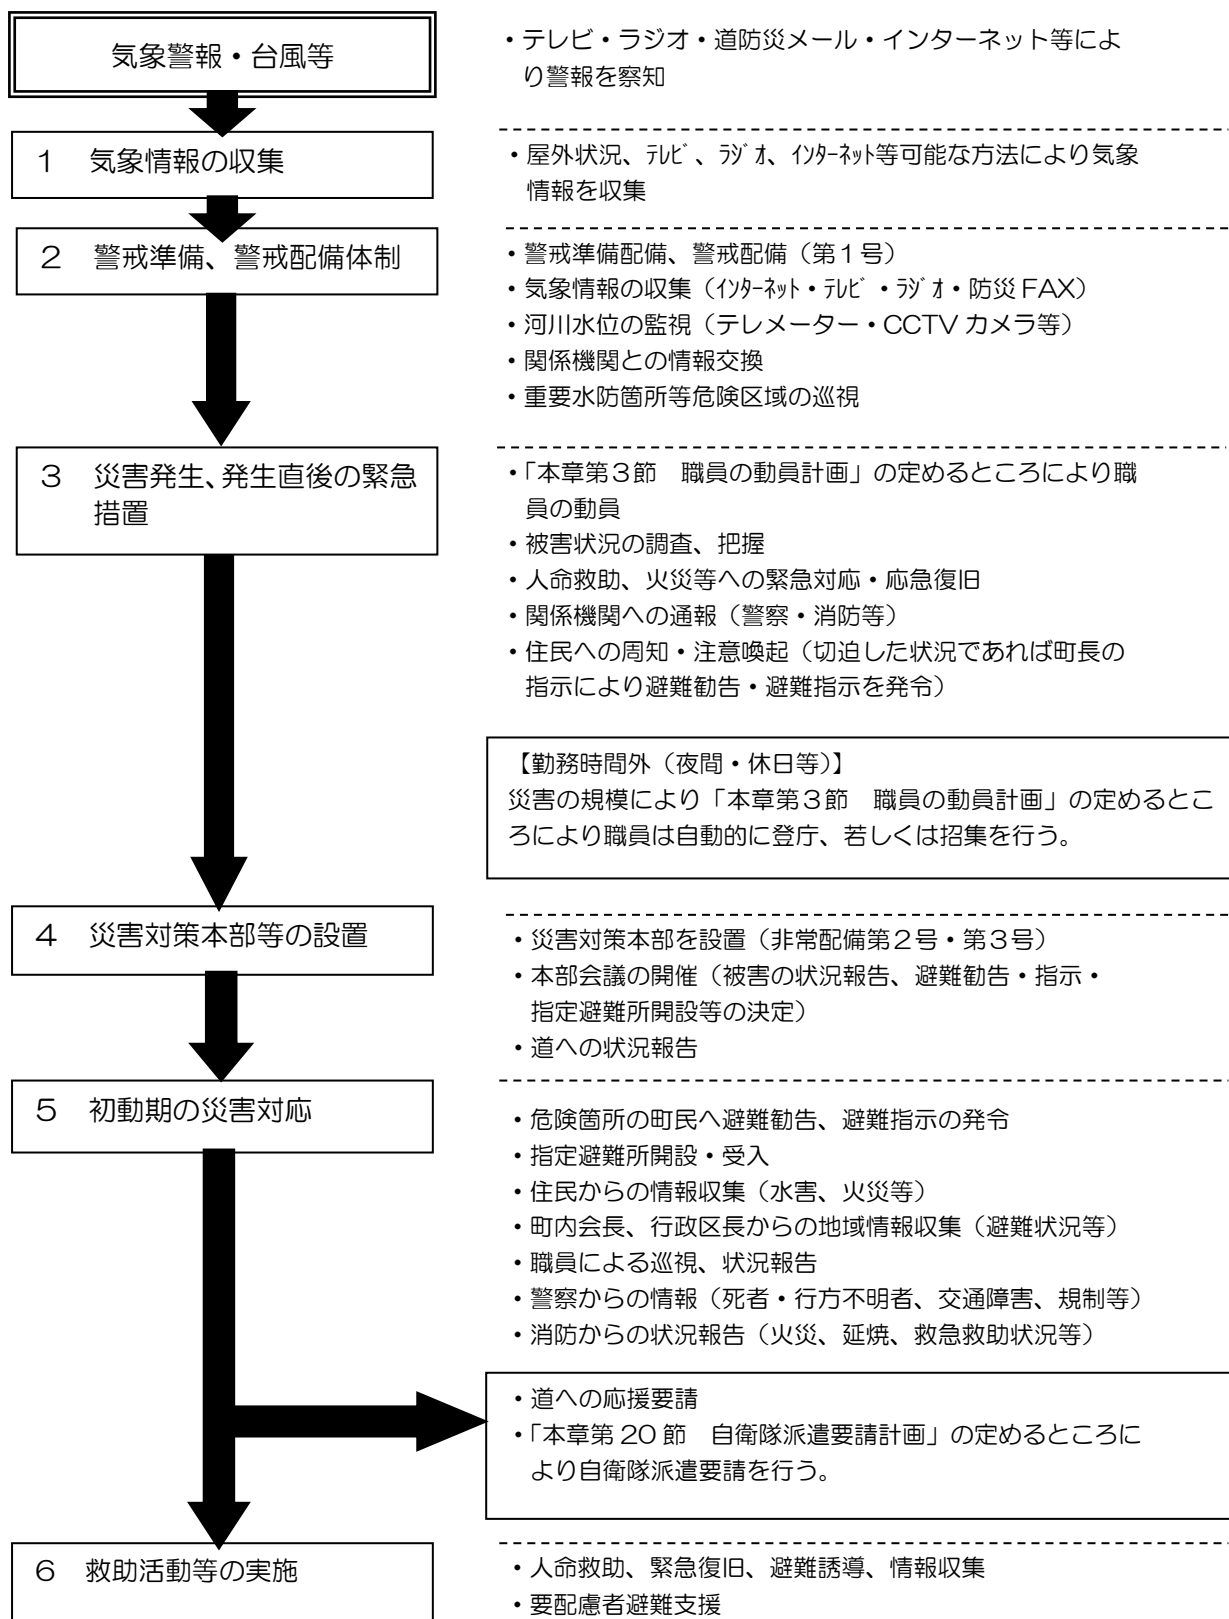 気象警報・台風等
・テレビ・ラジオ・道防災メール・インターネット等によ
り警報を察知
1 気象情報の収集
・屋外状況、ﾃﾚﾋﾞ、ﾗｼﾞｵ、ｲﾝﾀｰﾈｯﾄ等可能な方法により気象
情報を収集
2 警戒準備、警戒配備体制
・警戒準備配備、警戒配備（第１号）
・気象情報の収集（ｲﾝﾀｰﾈｯﾄ・ﾃﾚﾋﾞ・ﾗｼﾞｵ・防災 FAX）
・河川水位の監視（テレメーター・CCTV カメラ等）
・関係機関との情報交換
・重要水防箇所等危険区域の巡視
3 災害発生、発生直後の緊急
措置
・「本章第３節　職員の動員計画」の定めるところにより職
員の動員
・被害状況の調査、把握
・人命救助、火災等への緊急対応・応急復旧
・関係機関への通報（警察・消防等）
・住民への周知・注意喚起（切迫した状況であれば町長の
指示により避難勧告・避難指示を発令）
【勤務時間外（夜間・休日等）】
災害の規模により「本章第３節　職員の動員計画」の定めるとこ
ろにより職員は自動的に登庁、若しくは招集を行う。
4 災害対策本部等の設置
・災害対策本部を設置（非常配備第２号・第３号）
・本部会議の開催（被害の状況報告、避難勧告・指示・
指定避難所開設等の決定）
・道への状況報告
5 初動期の災害対応
・危険箇所の町民へ避難勧告、避難指示の発令
・指定避難所開設・受入
・住民からの情報収集（水害、火災等）
・町内会長、行政区長からの地域情報収集（避難状況等）
・職員による巡視、状況報告
・警察からの情報（死者・行方不明者、交通障害、規制等）
・消防からの状況報告（火災、延焼、救急救助状況等）
・道への応援要請
・「本章第 20 節　自衛隊派遣要請計画」の定めるところに
より自衛隊派遣要請を行う。
6 救助活動等の実施
・人命救助、緊急復旧、避難誘導、情報収集
・要配慮者避難支援